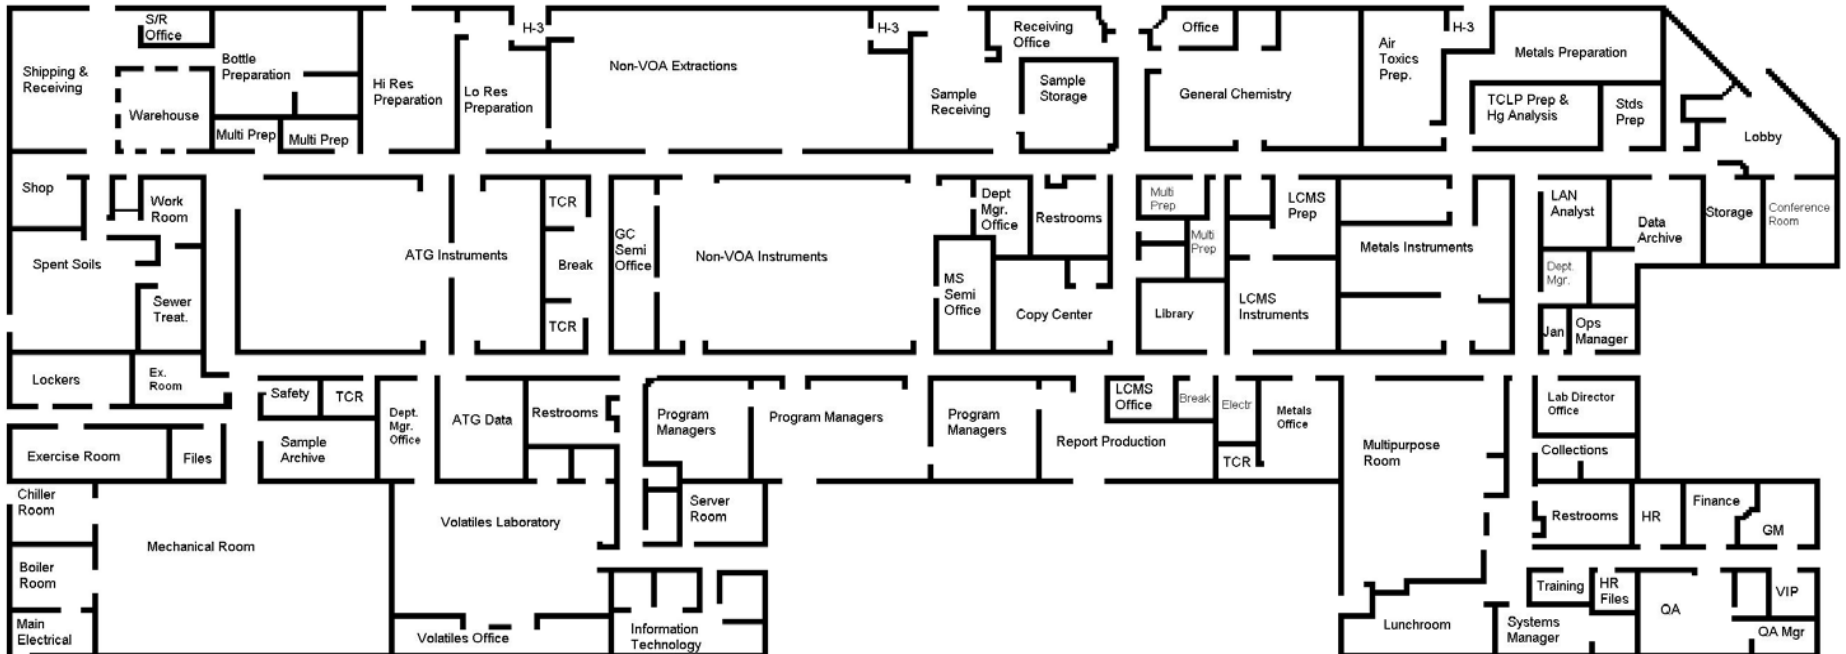 S/R
Office
Shipping &
Receiving
Bottle
Preparation
Warehouse
Multi Prep
Multi Prep
Hi Res
Preparation
Lo Res
Preparation
H-3
Non-VOA Extractions
H-3
Receiving
Office
Sample
Receiving
Sample
Storage
Office
General Chemistry
Air
Toxics
Prep.
H-3
Metals Preparation
TCLP Prep &
Hg Analysis
Stds
Prep
Lobby
Shop
Work
Room
Spent Soils
Sewer
Treat.
ATG Instruments
TCR
Break
TCR
GC
Semi
Office
Non-VOA Instruments
Dept
Mgr.
Office
Restrooms
MS
Semi
Office
Copy Center
Multi
Prep
Multi
Prep
Library
LCMS
Prep
LCMS
Instruments
Metals Instruments
LAN
Analyst
Data
Archive
Storage
Conference
Room
Dept.
Mgr.
Jan
Ops
Manager
Lockers
Ex.
Room
Safety
TCR
Dept.
Mgr.
Office
ATG Data
Restrooms
Program
Managers
Program Managers
Program
Managers
Report Production
LCMS
Office
Break
Electr
Metals
Office
TCR
Multipurpose
Room
Lab Director
Office
Collections
Exercise Room
Files
Sample
Archive
Chiller
Room
Mechanical Room
Volatiles Laboratory
Server
Room
Restrooms
HR
Finance
GM
Boiler
Room
Main
Electrical
Volatiles Office
Information
Technology
Lunchroom
Systems
Manager
Training
HR
Files
QA
VIP
QA Mgr